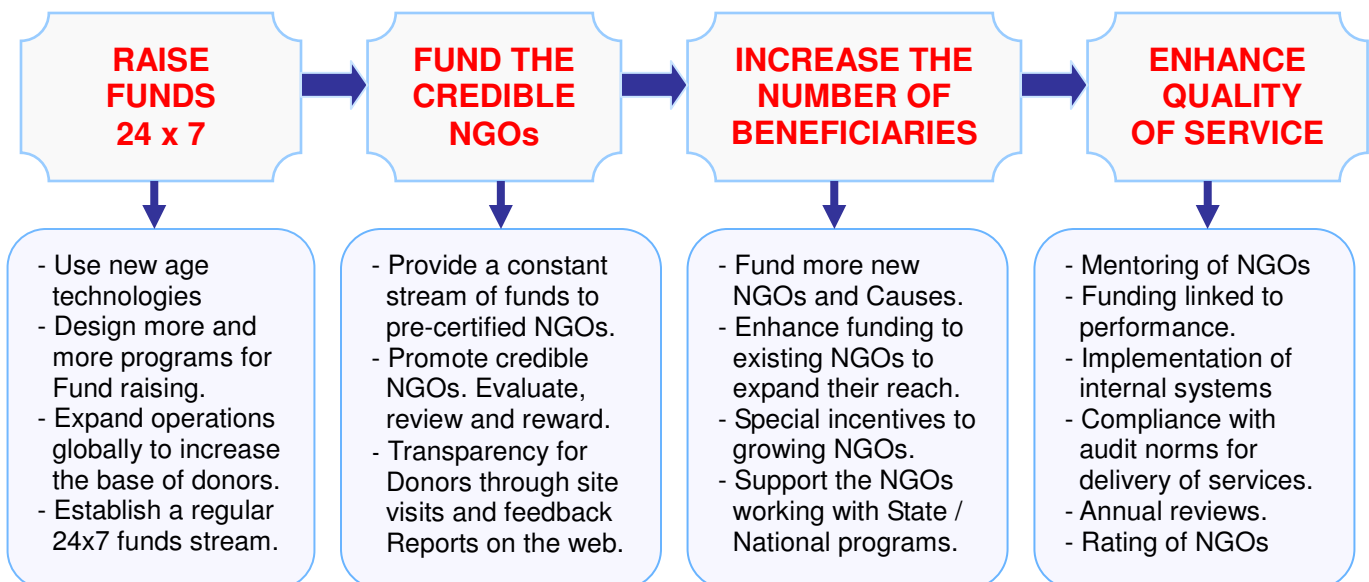 RAISE
FUNDS
24 x 7
FUND THE
CREDIBLE
NGOs
INCREASE THE
NUMBER OF
BENEFICIARIES
ENHANCE
QUALITY
OF SERVICE
- Use new age
technologies
- Design more and
more programs for
Fund raising.
- Expand operations
globally to increase
the base of donors.
- Establish a regular
24x7 funds stream.
- Provide a constant
stream of funds to
pre-certified NGOs.
- Promote credible
NGOs. Evaluate,
review and reward.
- Transparency for
Donors through site
visits and feedback
Reports on the web.
- Fund more new
NGOs and Causes.
- Enhance funding to
existing NGOs to
expand their reach.
- Special incentives to
growing NGOs.
- Support the NGOs
working with State /
National programs.
- Mentoring of NGOs
- Funding linked to
performance.
- Implementation of
internal systems
- Compliance with
audit norms for
delivery of services.
- Annual reviews.
- Rating of NGOs